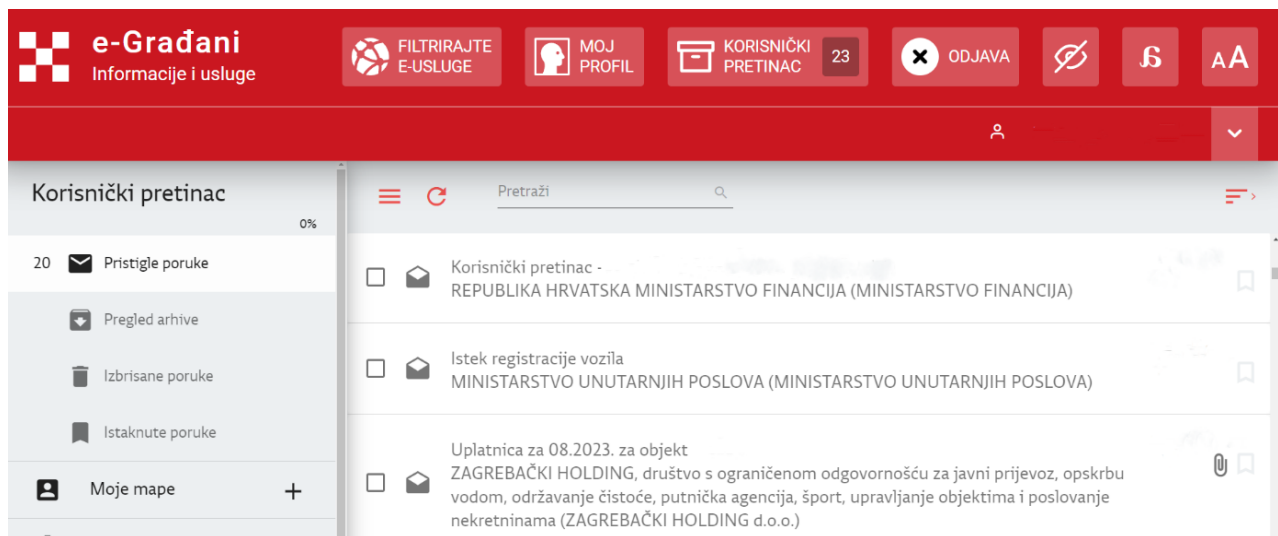 e-Građani
Informacije i usluge
FILTRIRAJTE
E-USLUGE
MOJ
PROFIL
KORISNIČKI
PRETINAC
23
ODJAVA
a
AA
Korisnički pretinac
0%
20 Pristigle poruke
Pregled arhive
Izbrisane poruke
Istaknute poruke
Moje mape +
Pretraži
Korisnički pretinac -
REPUBLIKA HRVATSKA MINISTARSTVO FINANCIJA (MINISTARSTVO FINANCIJA)
Istek registracije vozila
MINISTARSTVO UNUTARNJIH POSLOVA (MINISTARSTVO UNUTARNJIH POSLOVA)
Uplatnica za 08.2023. za objekt
ZAGREBAČKI HOLDING, društvo s ograničenom odgovornošću za javni prijevoz, opskrbu
vodom, održavanje čistoće, putnička agencija, šport, upravljanje objektima i poslovanje
nekretninama (ZAGREBAČKI HOLDING d.o.o.)